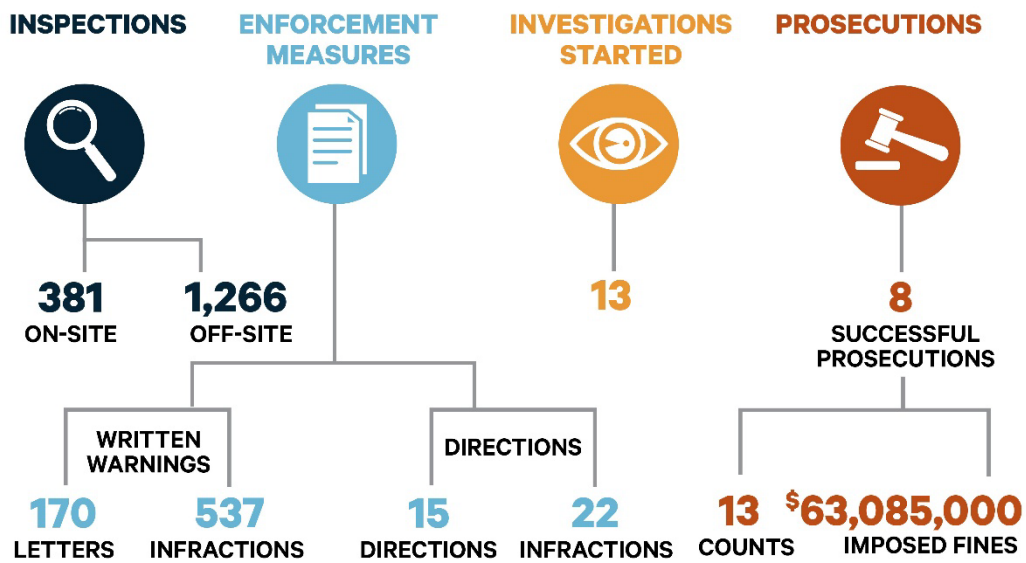 INSPECTIONS
ENFORCEMENT
MEASURES
INVESTIGATIONS
STARTED
PROSECUTIONS
381
ON-SITE
1,266
OFF-SITE
13
8
SUCCESSFUL
PROSECUTIONS
WRITTEN
WARNINGS
170
LETTERS
537
INFRACTIONS
DIRECTIONS
15
DIRECTIONS
22
INFRACTIONS
13
COUNTS
$63,085,000
IMPOSED FINES